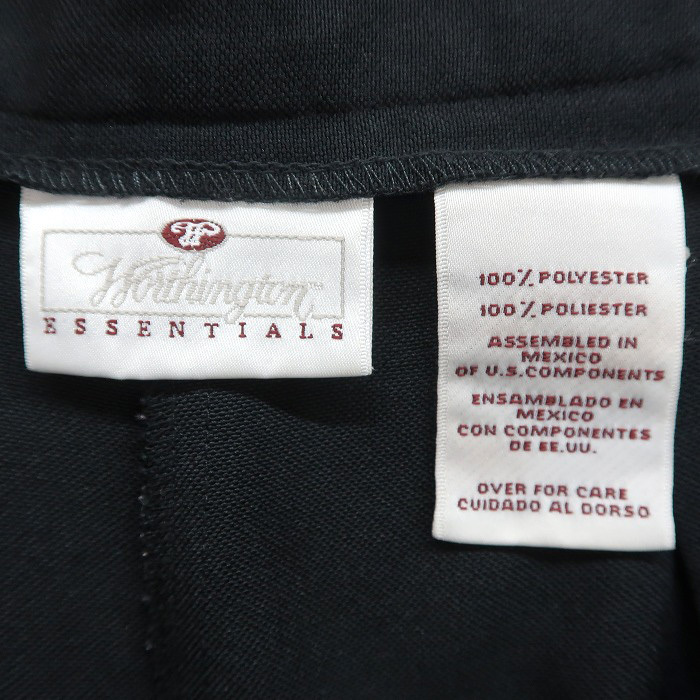 Worthington™
ESSENTIALS
100% POLYESTER
100% POLIESTER
ASSEMBLED IN
MEXICO
OF U.S.COMPONENTS
ENSAMBLADO EN
MEXICO
CON COMPONENTES
DE EE.UU.
OVER FOR CARE
CUIDADO AL DORSO